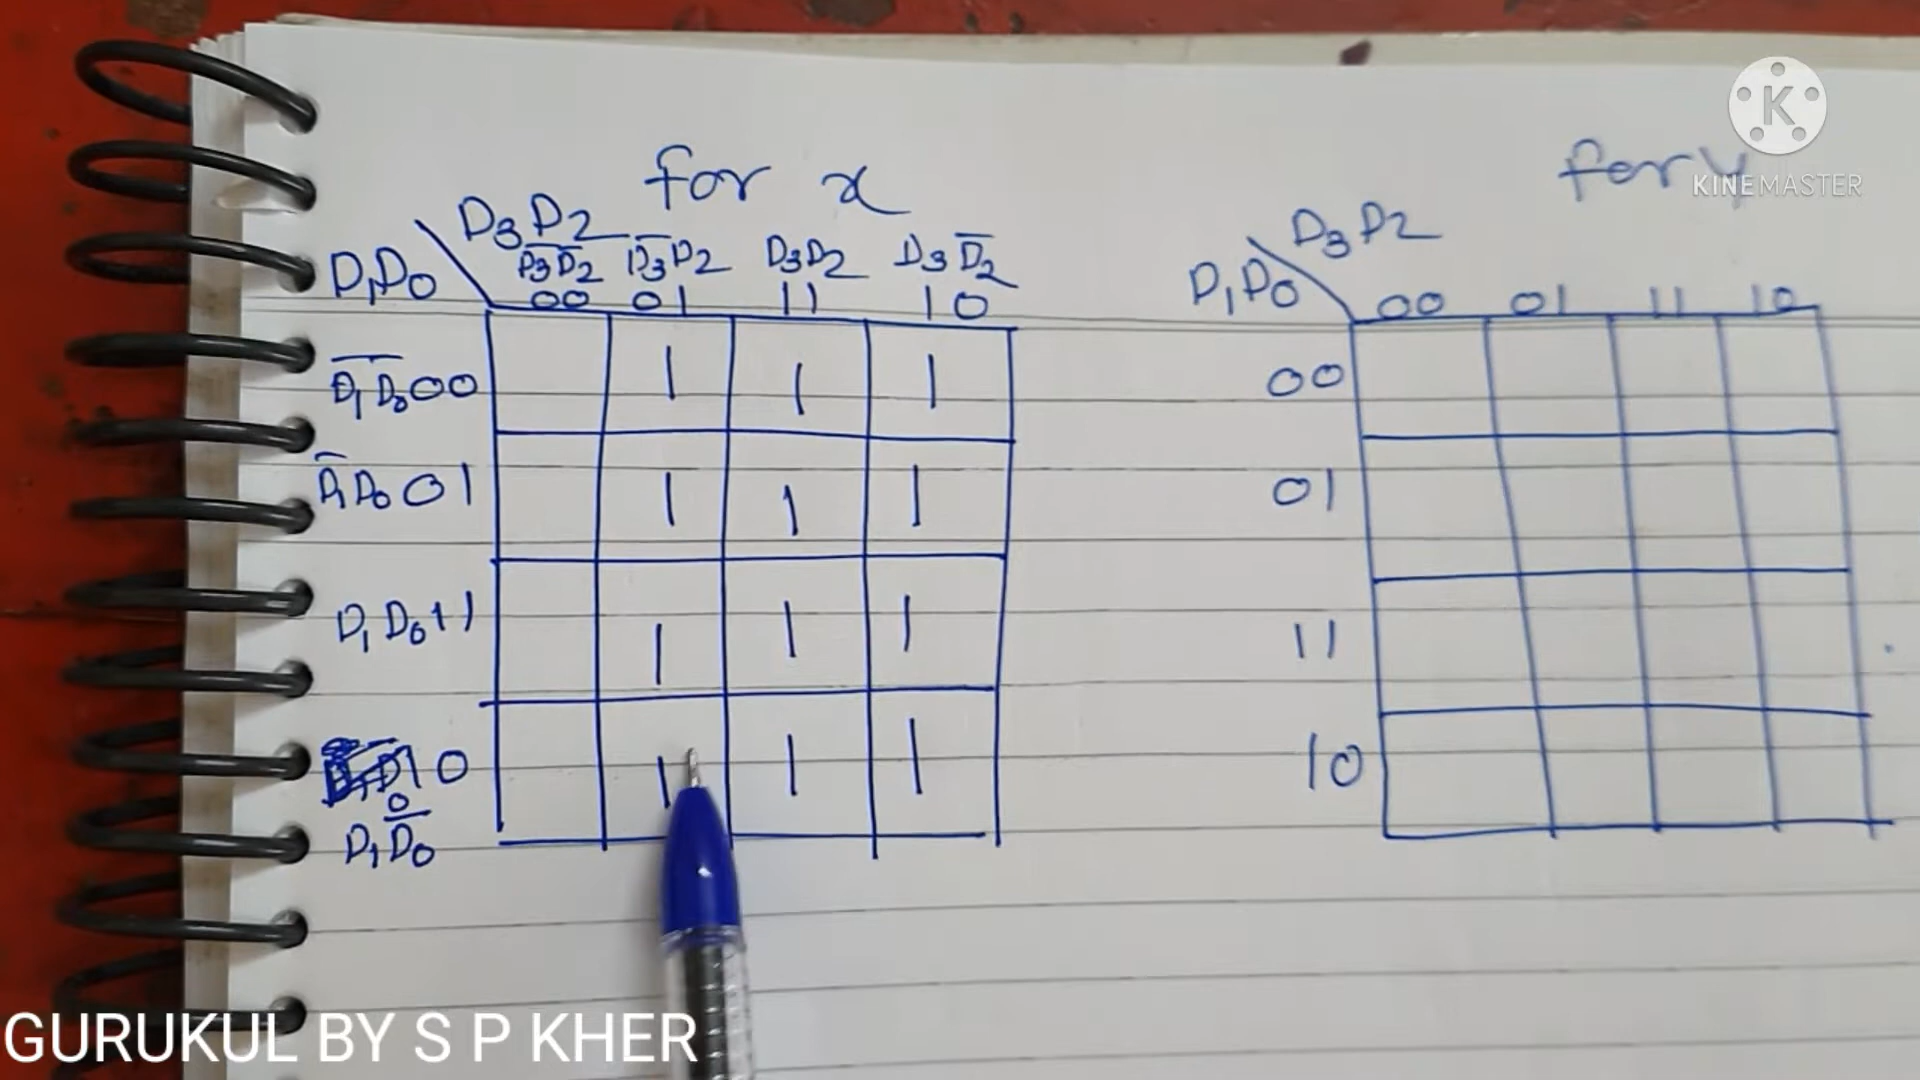 for x
D3D2
D1D0
D̅3D̅2 D̅3D2 D3D2 D3D̅2
00 01 11 10
D̅1D̅0 00 1 1 1
D̅1D0 01 1 1 1
D1D0 11 1 1 1
10 1 1 1
D1D̅0
for y
D3D2
D1D0
00 01 11 10
00
01
11
10
K
KINEMASTER
GURUKUL BY S P KHER